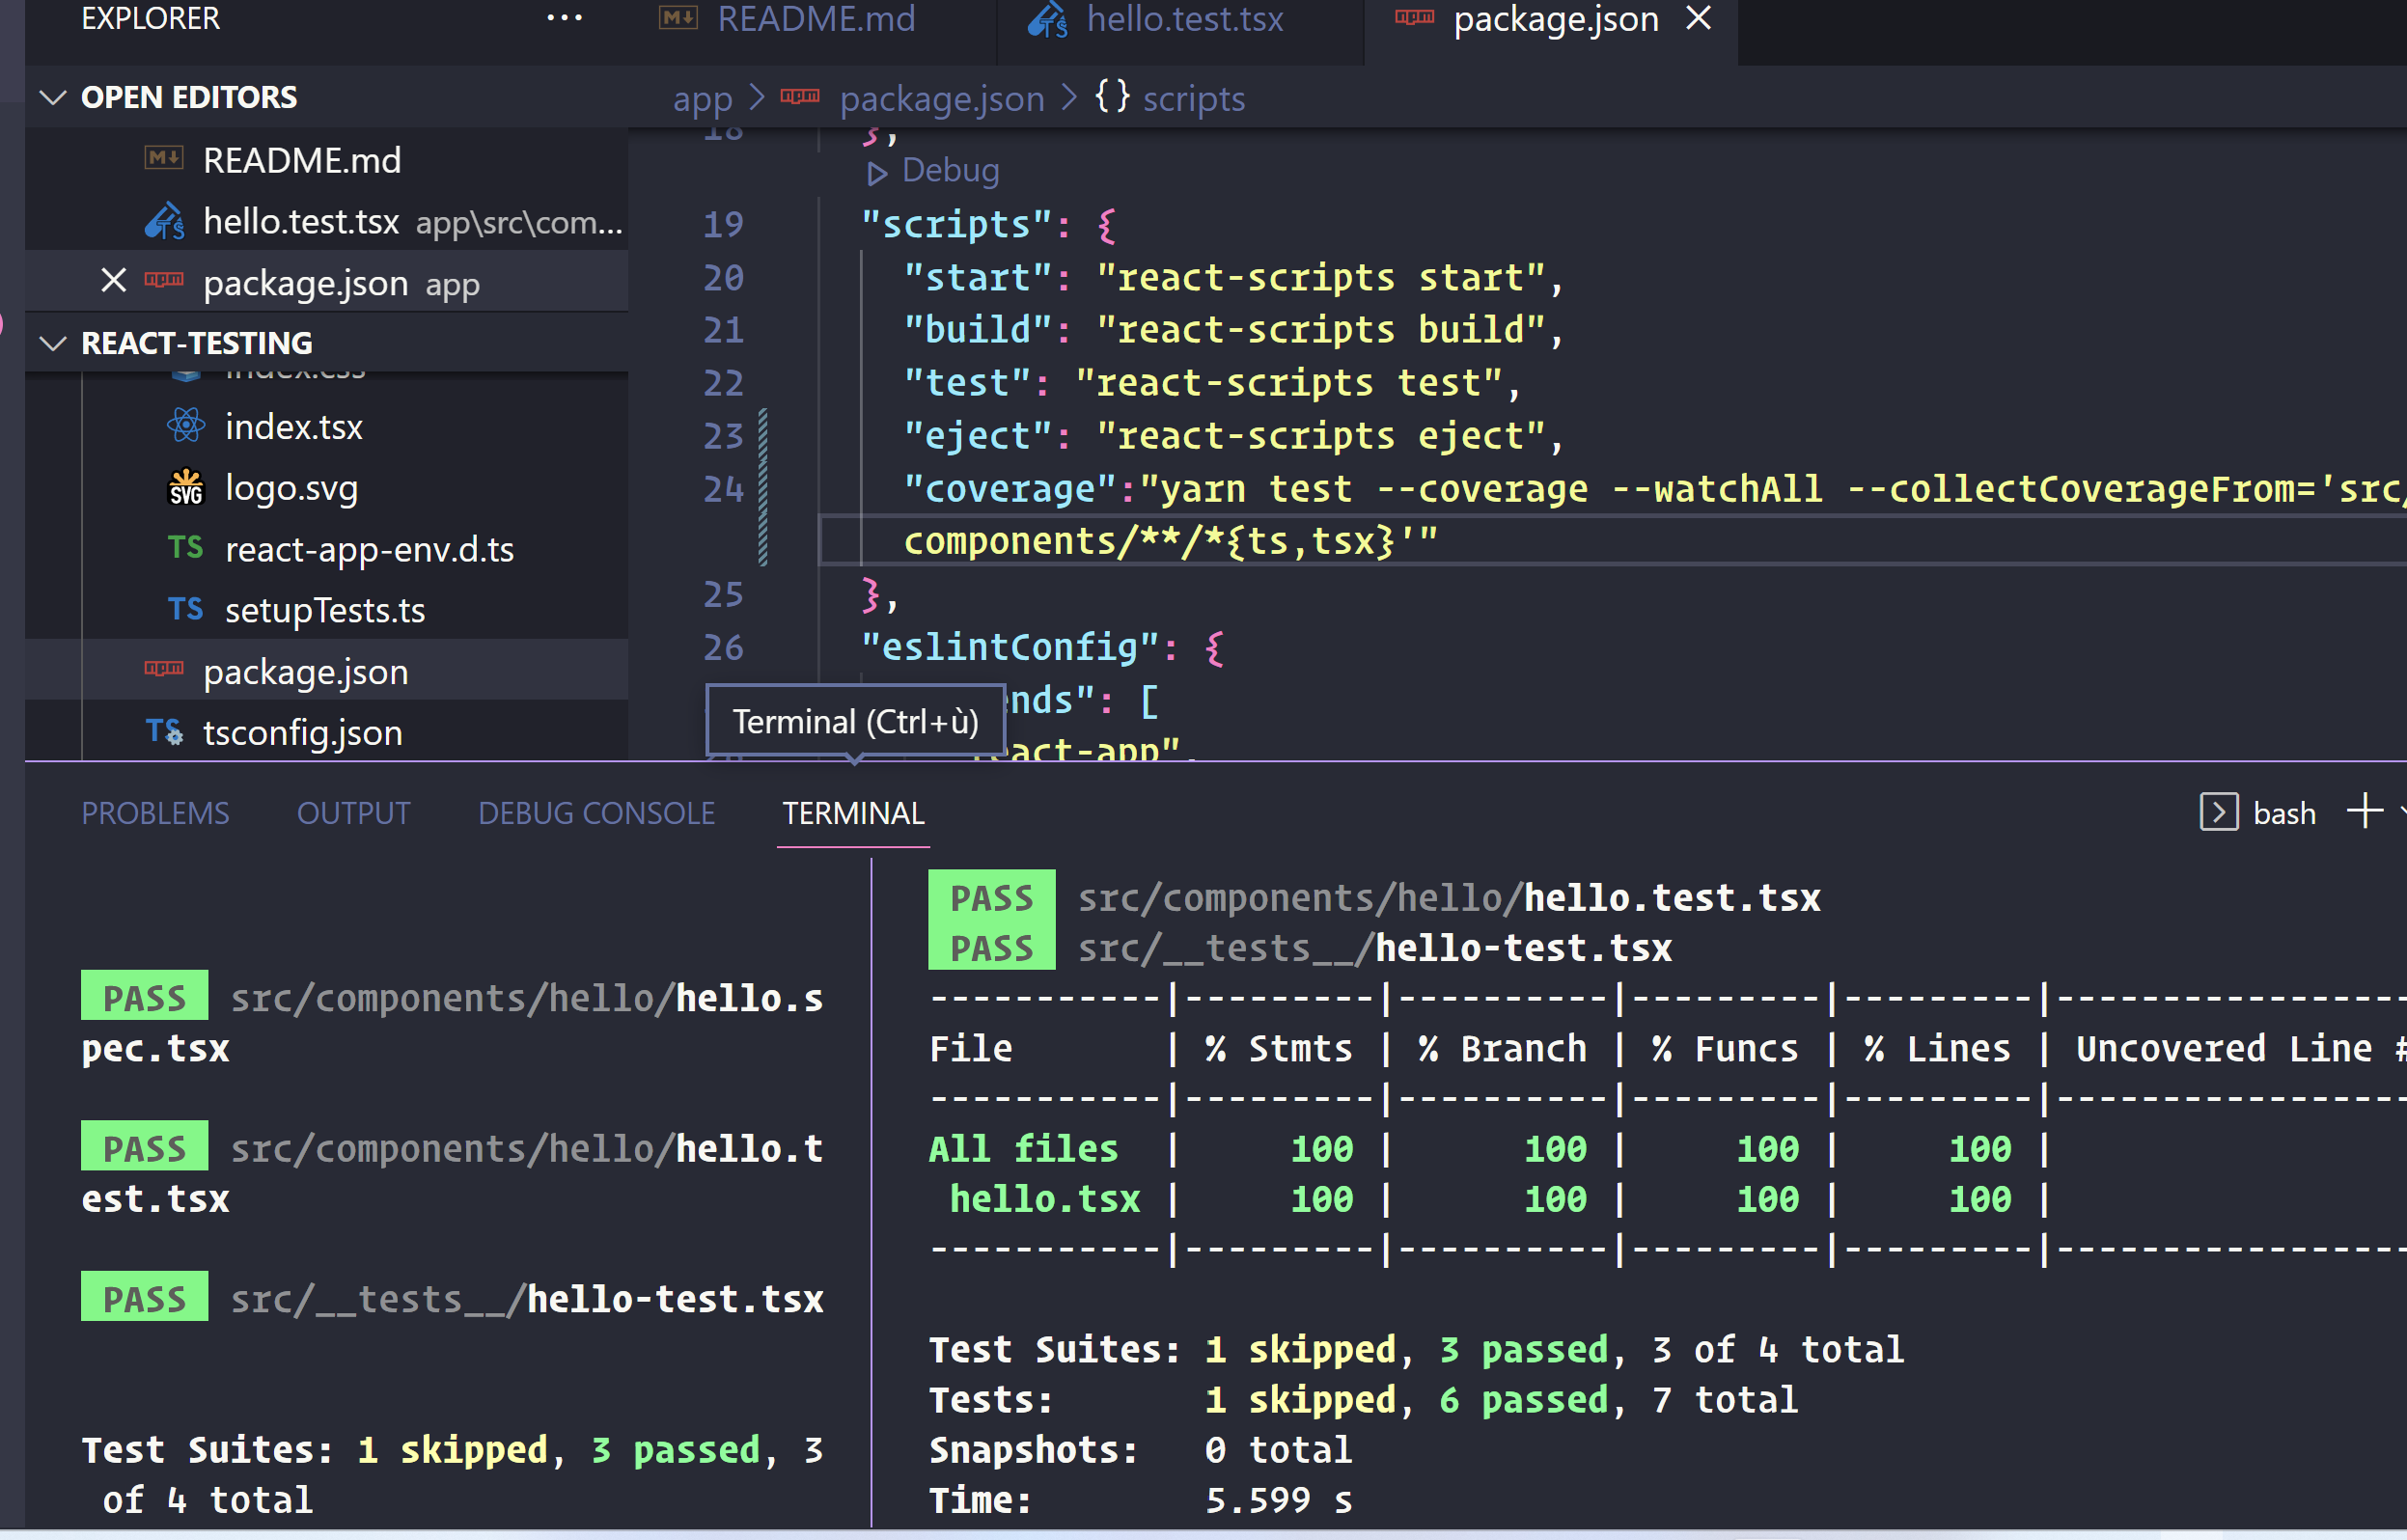 EXPLORER ...
OPEN EDITORS
README.md
hello.test.tsx app\src\com...
package.json app
REACT-TESTING
index.css
index.tsx
logo.svg
TS react-app-env.d.ts
TS setupTests.ts
package.json
TS tsconfig.json
README.md hello.test.tsx package.json
app > package.json > {} scripts
18 },
Debug
19 "scripts": {
20 "start": "react-scripts start",
21 "build": "react-scripts build",
22 "test": "react-scripts test",
23 "eject": "react-scripts eject",
24 "coverage":"yarn test --coverage --watchAll --collectCoverageFrom='src/
components/**/*{ts,tsx}'"
25 },
26 "eslintConfig": {
nds": [
react-app",
Terminal (Ctrl+ù)
PROBLEMS OUTPUT DEBUG CONSOLE TERMINAL bash
PASS src/components/hello/hello.s
pec.tsx
PASS src/components/hello/hello.t
est.tsx
PASS src/__tests__/hello-test.tsx
Test Suites: 1 skipped, 3 passed, 3
of 4 total
PASS src/components/hello/hello.test.tsx
PASS src/__tests__/hello-test.tsx
-----------|---------|----------|---------|---------|-----------------
File | % Stmts | % Branch | % Funcs | % Lines | Uncovered Line #
-----------|---------|----------|---------|---------|-----------------
All files | 100 | 100 | 100 | 100 |
hello.tsx | 100 | 100 | 100 | 100 |
-----------|---------|----------|---------|---------|-----------------
Test Suites: 1 skipped, 3 passed, 3 of 4 total
Tests: 1 skipped, 6 passed, 7 total
Snapshots: 0 total
Time: 5.599 s